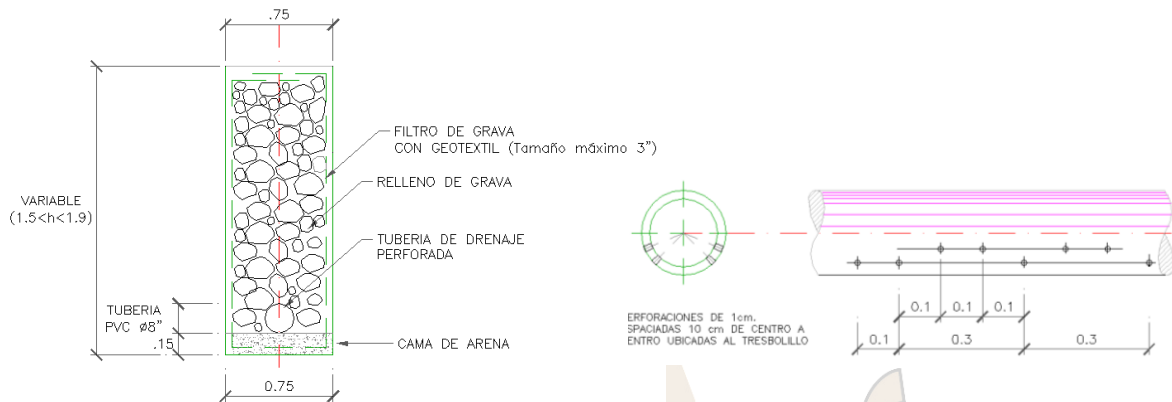 .75
VARIABLE
(1.5<h<1.9)
FILTRO DE GRAVA
CON GEOTEXTIL (Tamaño máximo 3")
RELLENO DE GRAVA
TUBERIA DE DRENAJE
PERFORADA
TUBERIA
PVC ø8"
.15
CAMA DE ARENA
0.75
ERFORACIONES DE 1cm.
SPACIADAS 10 cm DE CENTRO A
ENTRO UBICADAS AL TRESBOLILLO
0.1 0.1 0.1
0.1 0.3 0.3